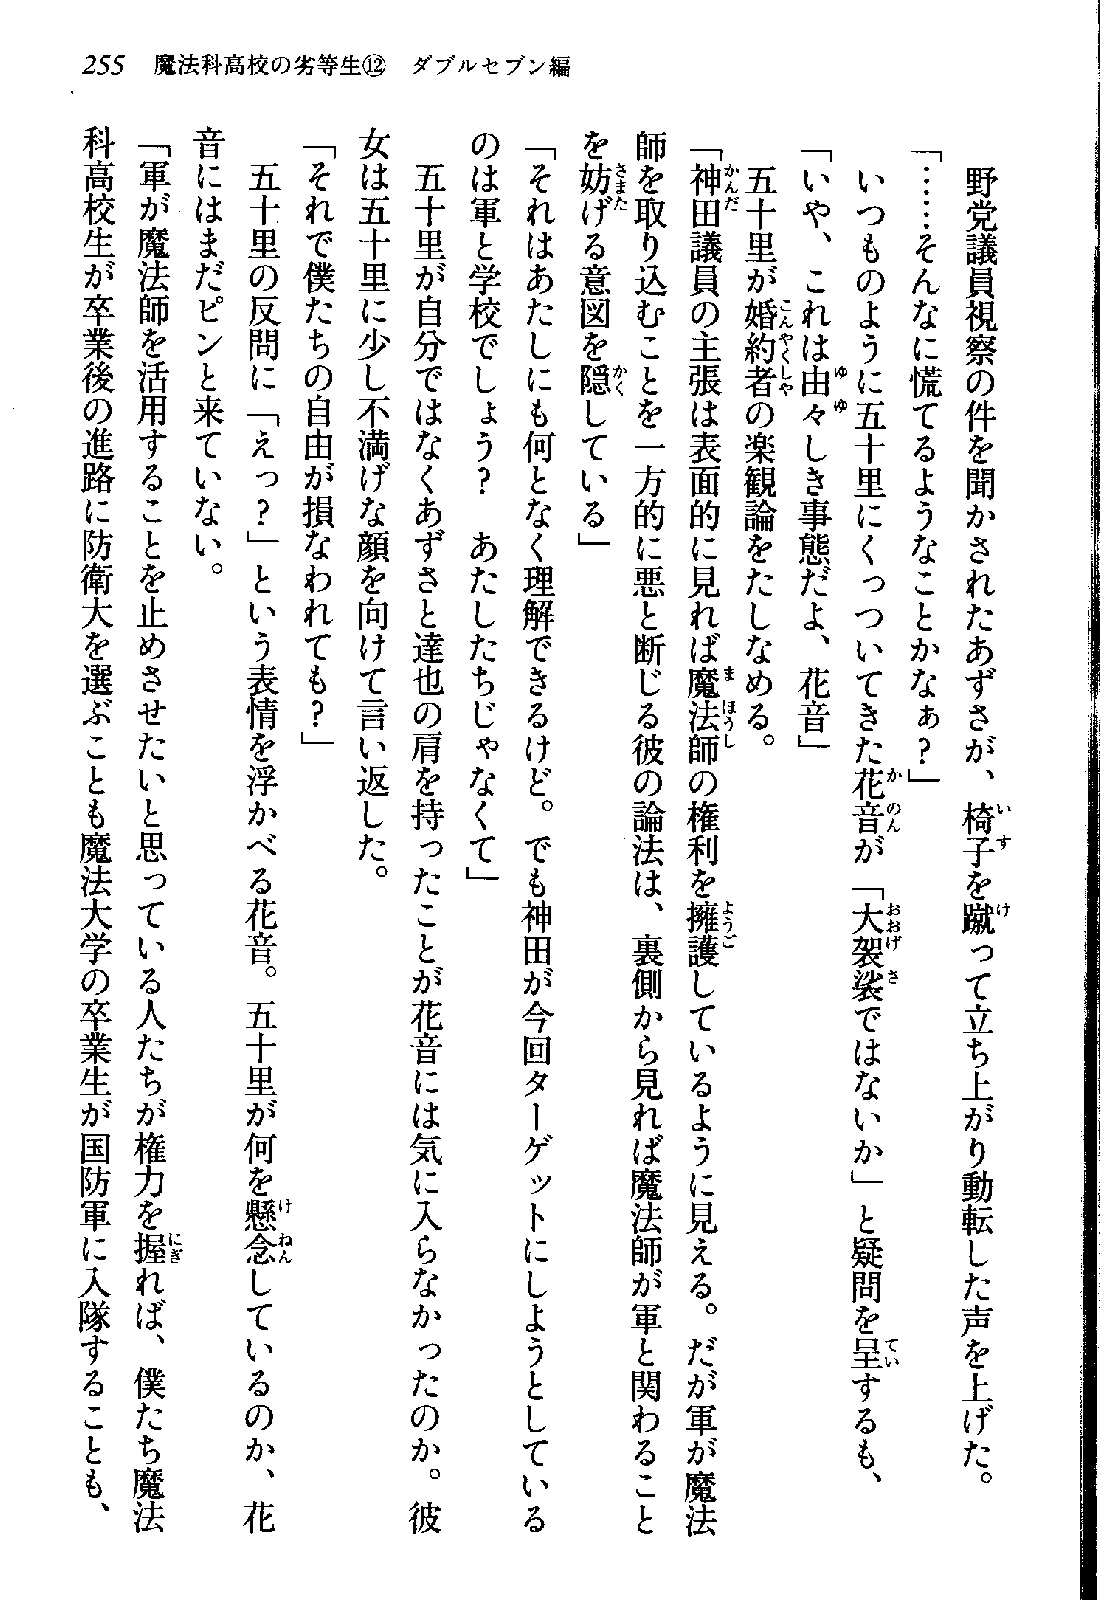 255　魔法科高校の劣等生⑫　ダブルセブン編
　野党議員視察の件を聞かされたあずさが、椅子を蹴って立ち上がり動転した声を上げた。
「……そんなに慌てるようなことかなぁ？」
　いつものように五十里にくっついてきた花音が「大袈裟ではないか」と疑問を呈するも、
「いや、これは由々しき事態だよ、花音」
　五十里が婚約者の楽観論をたしなめる。
「神田議員の主張は表面的に見れば魔法師の権利を擁護しているように見える。だが軍が魔法
師を取り込むことを一方的に悪と断じる彼の論法は、裏側から見れば魔法師が軍と関わること
を妨げる意図を隠している」
「それはあたしにも何となく理解できるけど。でも神田が今回ターゲットにしようとしている
のは軍と学校でしょう？　あたしたちじゃなくて」
　五十里が自分ではなくあずさと達也の肩を持ったことが花音には気に入らなかったのか。彼
女は五十里に少し不満げな顔を向けて言い返した。
「それで僕たちの自由が損なわれても？」
　五十里の反問に「えっ？」という表情を浮かべる花音。五十里が何を懸念しているのか、花
音にはまだピンと来ていない。
「軍が魔法師を活用することを止めさせたいと思っている人たちが権力を握れば、僕たち魔法
科高校生が卒業後の進路に防衛大を選ぶことも魔法大学の卒業生が国防軍に入隊することも、